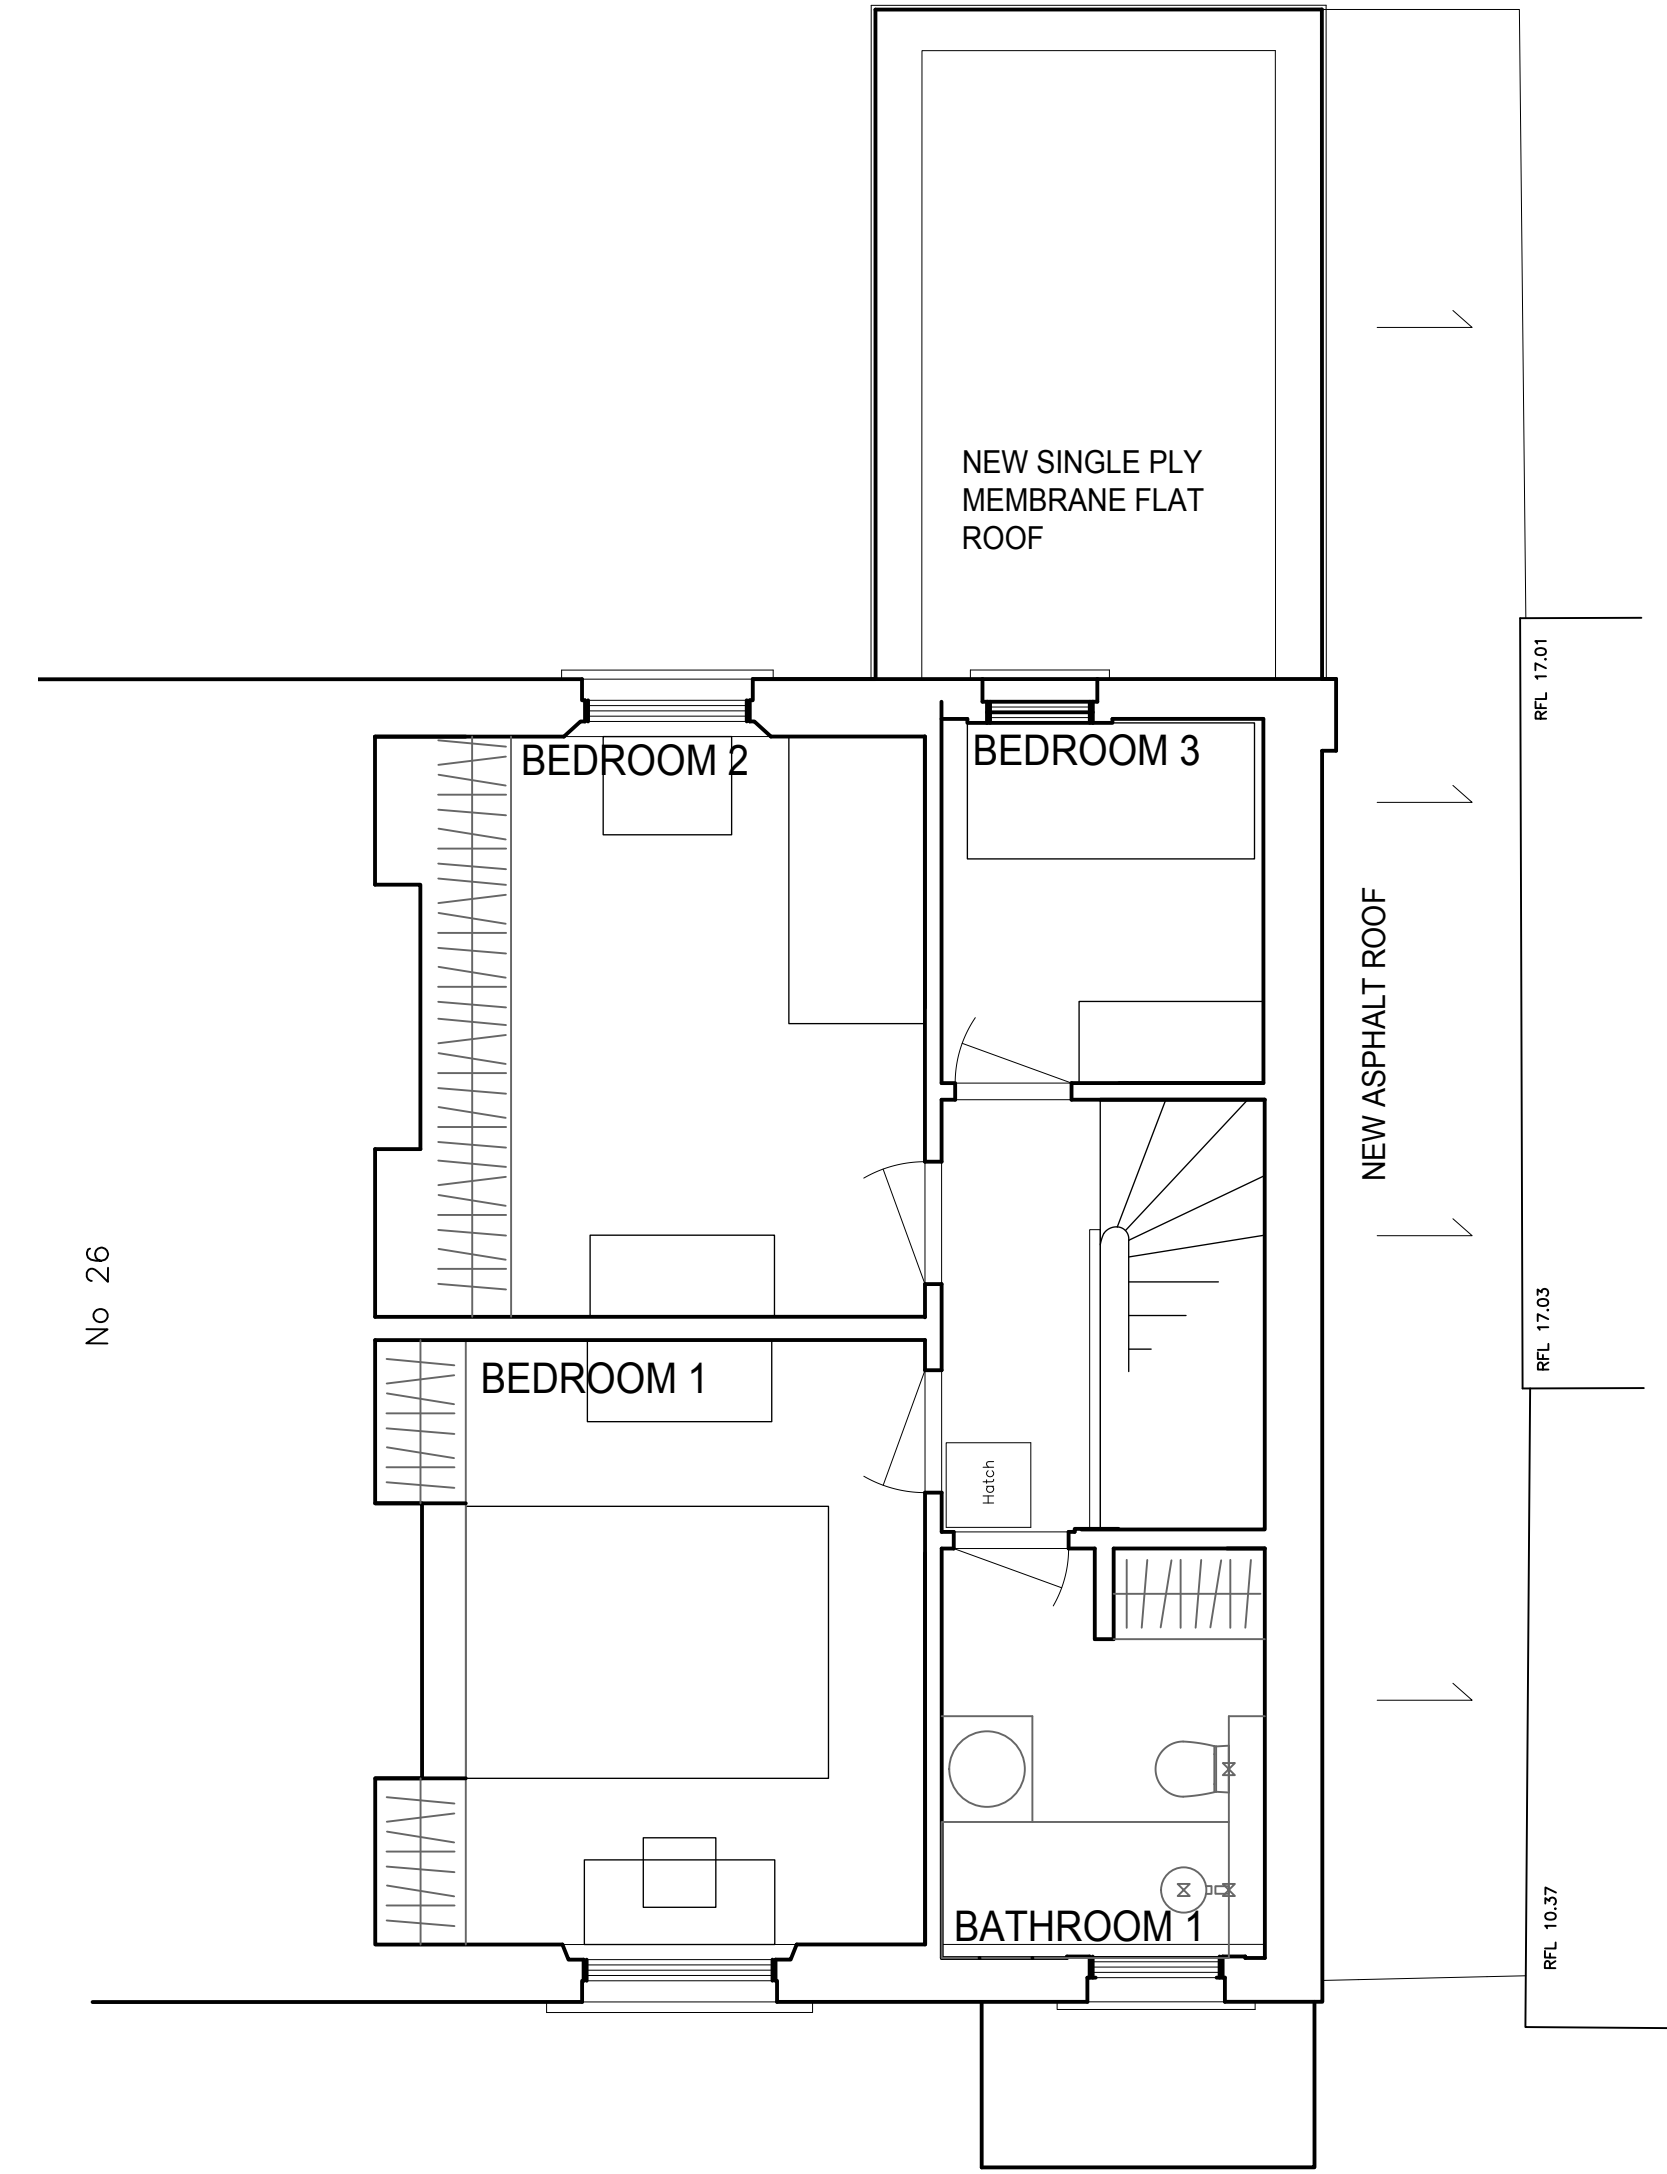 NEW SINGLE PLY
MEMBRANE FLAT
ROOF
RFL 17.01
BEDROOM 2
BEDROOM 3
NEW ASPHALT ROOF
No 26
RFL 17.03
BEDROOM 1
Hatch
BATHROOM 1
RFL 10.37